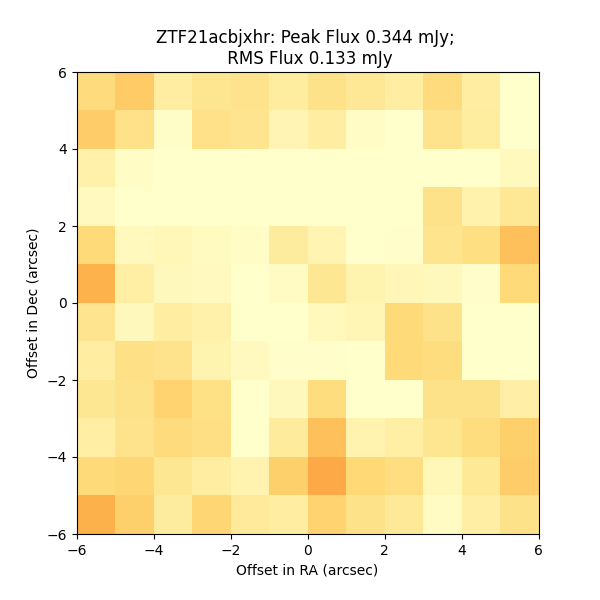 ZTF21acbjxhr: Peak Flux 0.344 mJy;
RMS Flux 0.133 mJy
6
4
2
0
−2
−4
−6
Offset in Dec (arcsec)
−6 −4 −2 0 2 4 6
Offset in RA (arcsec)